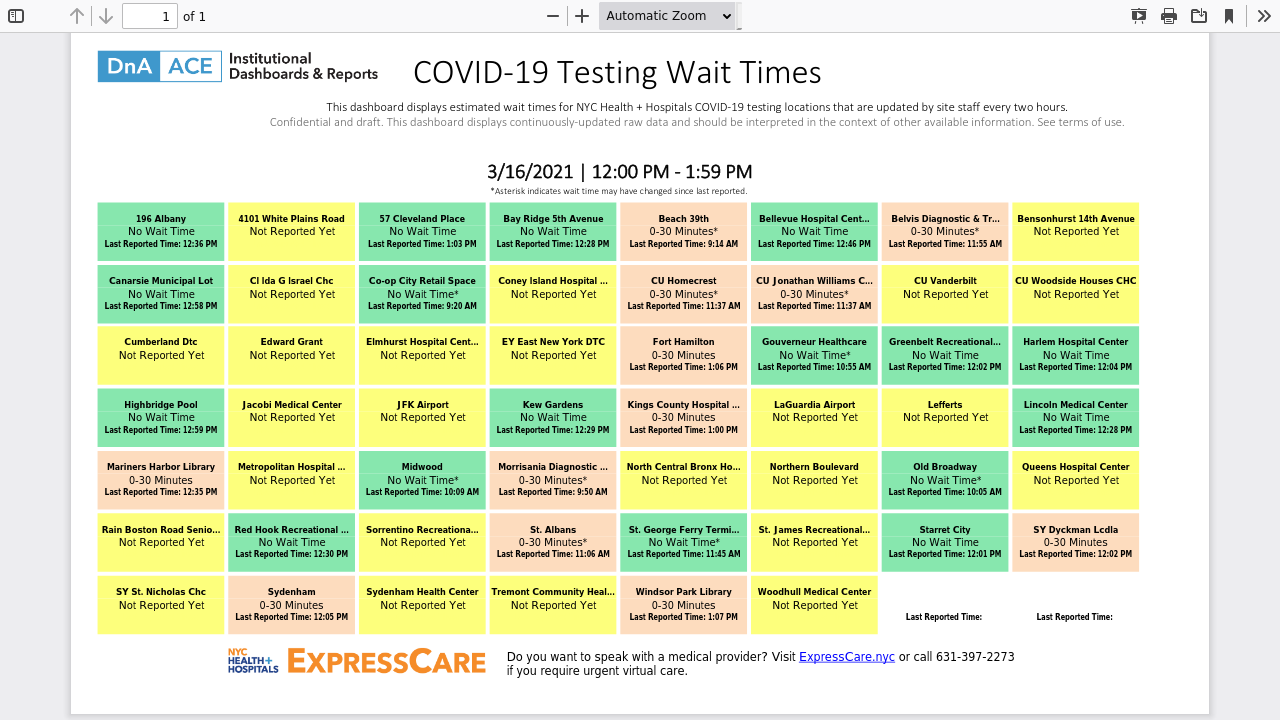 1 of 1 Automatic Zoom
DnA ACE Institutional
Dashboards & Reports
COVID-19 Testing Wait Times
This dashboard displays estimated wait times for NYC Health + Hospitals COVID-19 testing locations that are updated by site staff every two hours.
Confidential and draft. This dashboard displays continuously-updated raw data and should be interpreted in the context of other available information. See terms of use.
3/16/2021 | 12:00 PM - 1:59 PM
*Asterisk indicates wait time may have changed since last reported.
196 Albany 4101 White Plains Road 57 Cleveland Place Bay Ridge 5th Avenue Beach 39th Bellevue Hospital Cent... Belvis Diagnostic & Tr... Bensonhurst 14th Avenue
No Wait Time Not Reported Yet No Wait Time No Wait Time 0-30 Minutes* No Wait Time 0-30 Minutes* Not Reported Yet
Last Reported Time: 12:36 PM Last Reported Time: 1:03 PM Last Reported Time: 12:28 PM Last Reported Time: 9:14 AM Last Reported Time: 12:46 PM Last Reported Time: 11:55 AM
Canarsie Municipal Lot Cl Ida G Israel Chc Co-op City Retail Space Coney Island Hospital ... CU Homecrest CU Jonathan Williams C... CU Vanderbilt CU Woodside Houses CHC
No Wait Time Not Reported Yet No Wait Time* Not Reported Yet 0-30 Minutes* 0-30 Minutes* Not Reported Yet Not Reported Yet
Last Reported Time: 12:58 PM Last Reported Time: 9:20 AM Last Reported Time: 11:37 AM Last Reported Time: 11:37 AM
Cumberland Dtc Edward Grant Elmhurst Hospital Cent... EY East New York DTC Fort Hamilton Gouverneur Healthcare Greenbelt Recreational... Harlem Hospital Center
Not Reported Yet Not Reported Yet Not Reported Yet Not Reported Yet 0-30 Minutes No Wait Time* No Wait Time No Wait Time
Last Reported Time: 1:06 PM Last Reported Time: 10:55 AM Last Reported Time: 12:02 PM Last Reported Time: 12:04 PM
Highbridge Pool Jacobi Medical Center JFK Airport Kew Gardens Kings County Hospital ... LaGuardia Airport Lefferts Lincoln Medical Center
No Wait Time Not Reported Yet Not Reported Yet No Wait Time 0-30 Minutes Not Reported Yet Not Reported Yet No Wait Time
Last Reported Time: 12:59 PM Last Reported Time: 12:29 PM Last Reported Time: 1:00 PM Last Reported Time: 12:28 PM
Mariners Harbor Library Metropolitan Hospital ... Midwood Morrisania Diagnostic ... North Central Bronx Ho... Northern Boulevard Old Broadway Queens Hospital Center
0-30 Minutes Not Reported Yet No Wait Time* 0-30 Minutes* Not Reported Yet Not Reported Yet No Wait Time* Not Reported Yet
Last Reported Time: 12:35 PM Last Reported Time: 10:09 AM Last Reported Time: 9:50 AM Last Reported Time: 10:05 AM
Rain Boston Road Senio... Red Hook Recreational ... Sorrentino Recreationa... St. Albans St. George Ferry Termi... St. James Recreational... Starret City SY Dyckman Lcdla
Not Reported Yet No Wait Time Not Reported Yet 0-30 Minutes* No Wait Time* Not Reported Yet No Wait Time 0-30 Minutes
Last Reported Time: 12:30 PM Last Reported Time: 11:06 AM Last Reported Time: 11:45 AM Last Reported Time: 12:01 PM Last Reported Time: 12:02 PM
SY St. Nicholas Chc Sydenham Sydenham Health Center Tremont Community Heal... Windsor Park Library Woodhull Medical Center
Not Reported Yet 0-30 Minutes Not Reported Yet Not Reported Yet 0-30 Minutes Not Reported Yet
Last Reported Time: 12:05 PM Last Reported Time: 1:07 PM Last Reported Time: Last Reported Time:
NYC
HEALTH+
HOSPITALS
EXPRESSCARE
Do you want to speak with a medical provider? Visit ExpressCare.nyc or call 631-397-2273
if you require urgent virtual care.